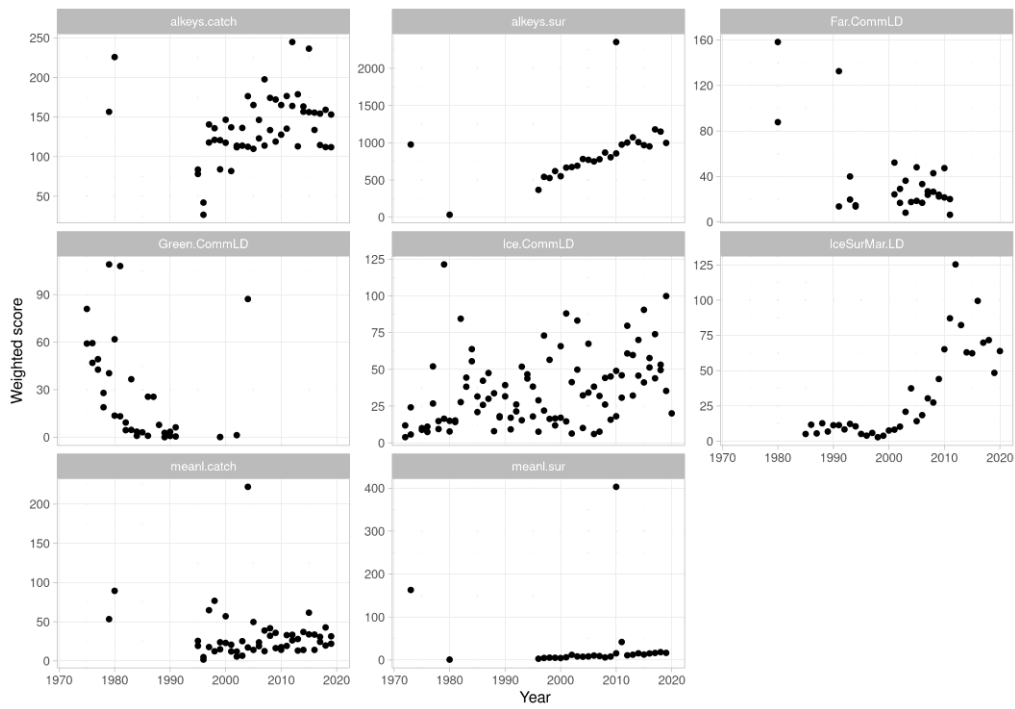 alkeys.catch alkeys.sur Far.CommLD
250 200 150 100 50
2000 1500 1000 500 0
160 120 80 40 0
Green.CommLD Ice.CommLD IceSurMar.LD
90 60 30 0
125 100 75 50 25 0
125 100 75 50 25 0
1970 1980 1990 2000 2010 2020
meanl.catch meanl.sur
200 150 100 50 0
400 300 200 100 0
1970 1980 1990 2000 2010 2020
1970 1980 1990 2000 2010 2020
Weighted score
Year